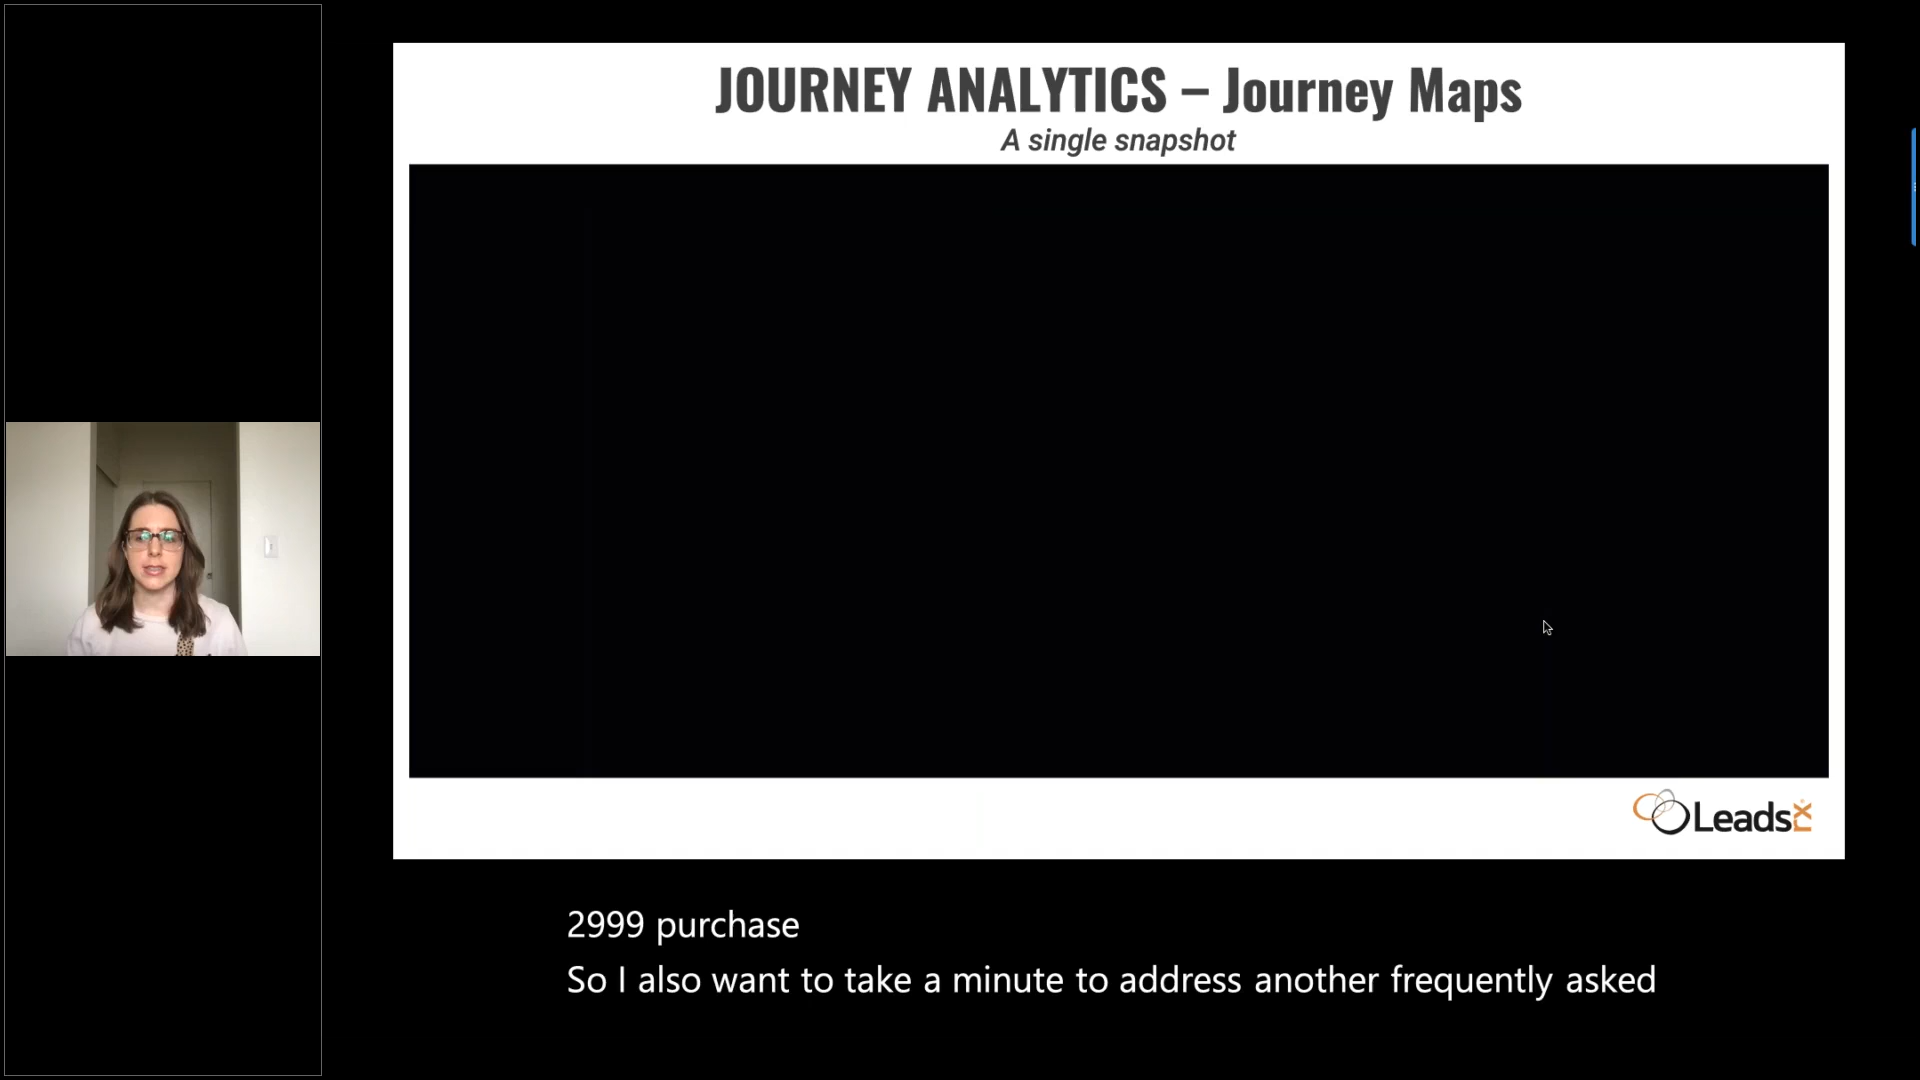 JOURNEY ANALYTICS – Journey Maps
A single snapshot
LeadsRx
2999 purchase
So I also want to take a minute to address another frequently asked